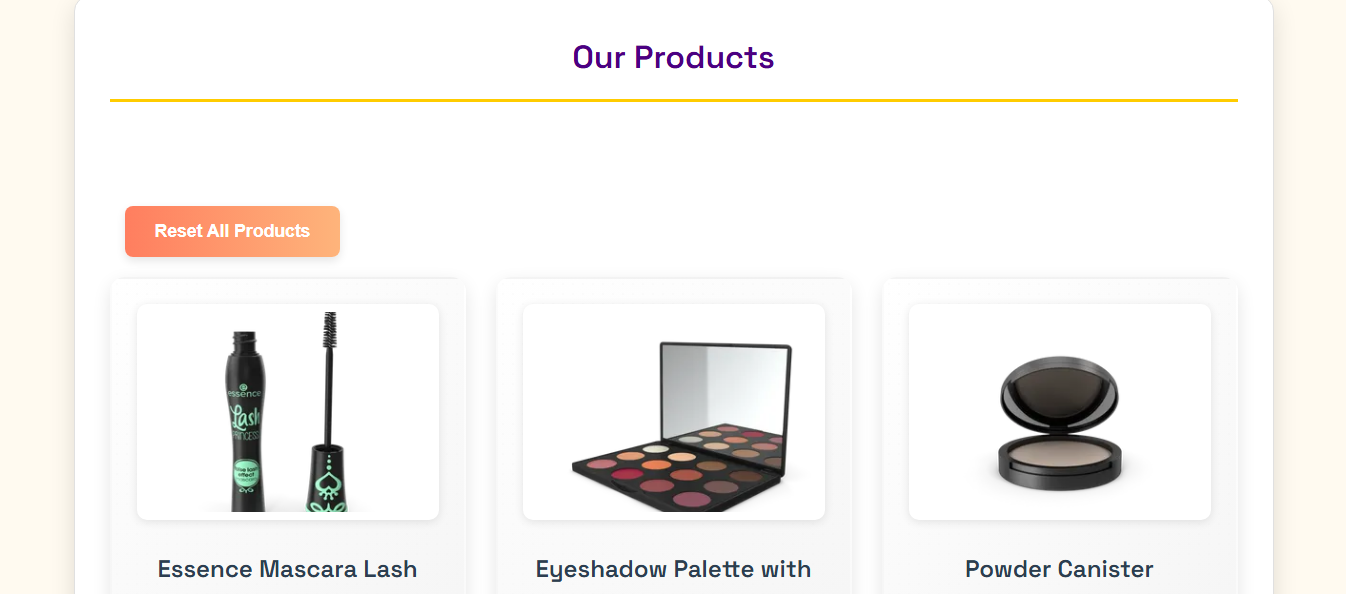 Our Products
Reset All Products
essence
Lash
PRINCESS
Essence Mascara Lash
Eyeshadow Palette with
Powder Canister